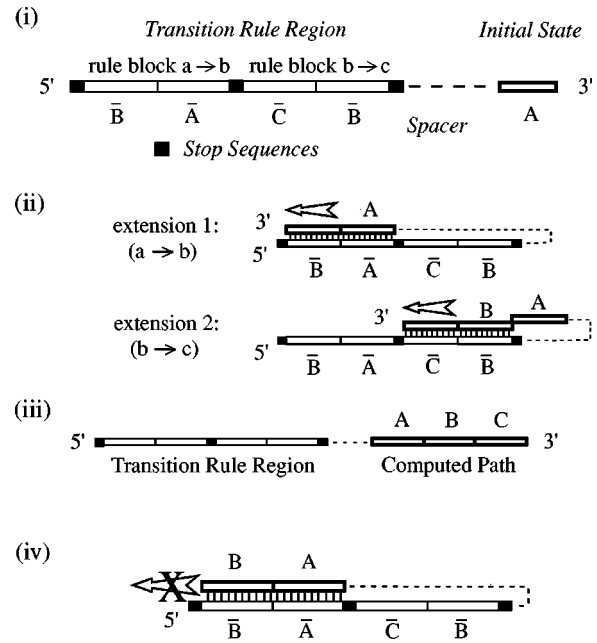 (i)
Transition Rule Region Initial State
rule block a → b rule block b → c
5' 3'
B̄ Ā C̄ B̄ A
Spacer
■ Stop Sequences
(ii)
extension 1:
(a → b)
A
3'
5'
B̄ Ā C̄ B̄
extension 2:
(b → c)
B A
3'
5'
B̄ Ā C̄ B̄
(iii)
A B C
5' 3'
Transition Rule Region Computed Path
(iv)
B A
X
5'
B̄ Ā C̄ B̄